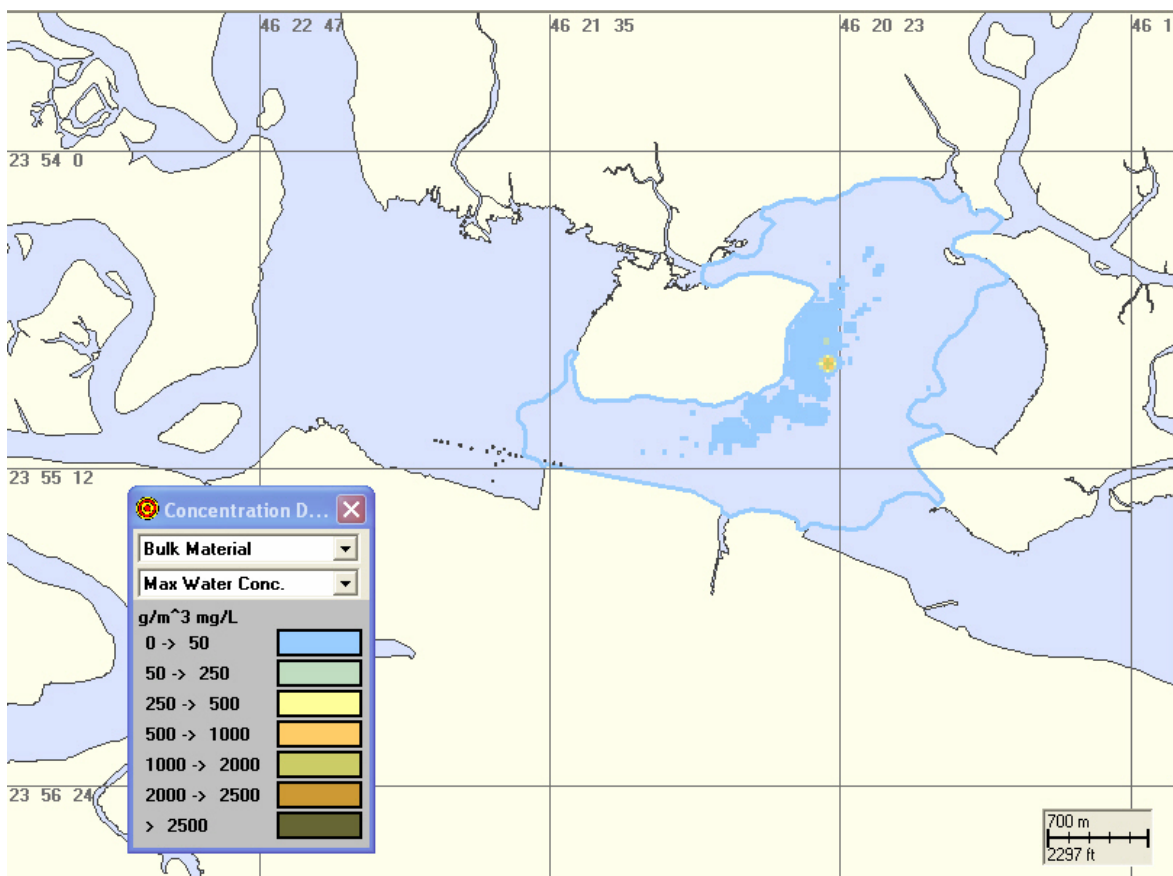 46 22 47
46 21 35
46 20 23
46 1
23 54 0
23 55 12
23 56 24
Concentration D...
Bulk Material
Max Water Conc.
g/m^3 mg/L
0 -> 50
50 -> 250
250 -> 500
500 -> 1000
1000 -> 2000
2000 -> 2500
> 2500
700 m
2297 ft